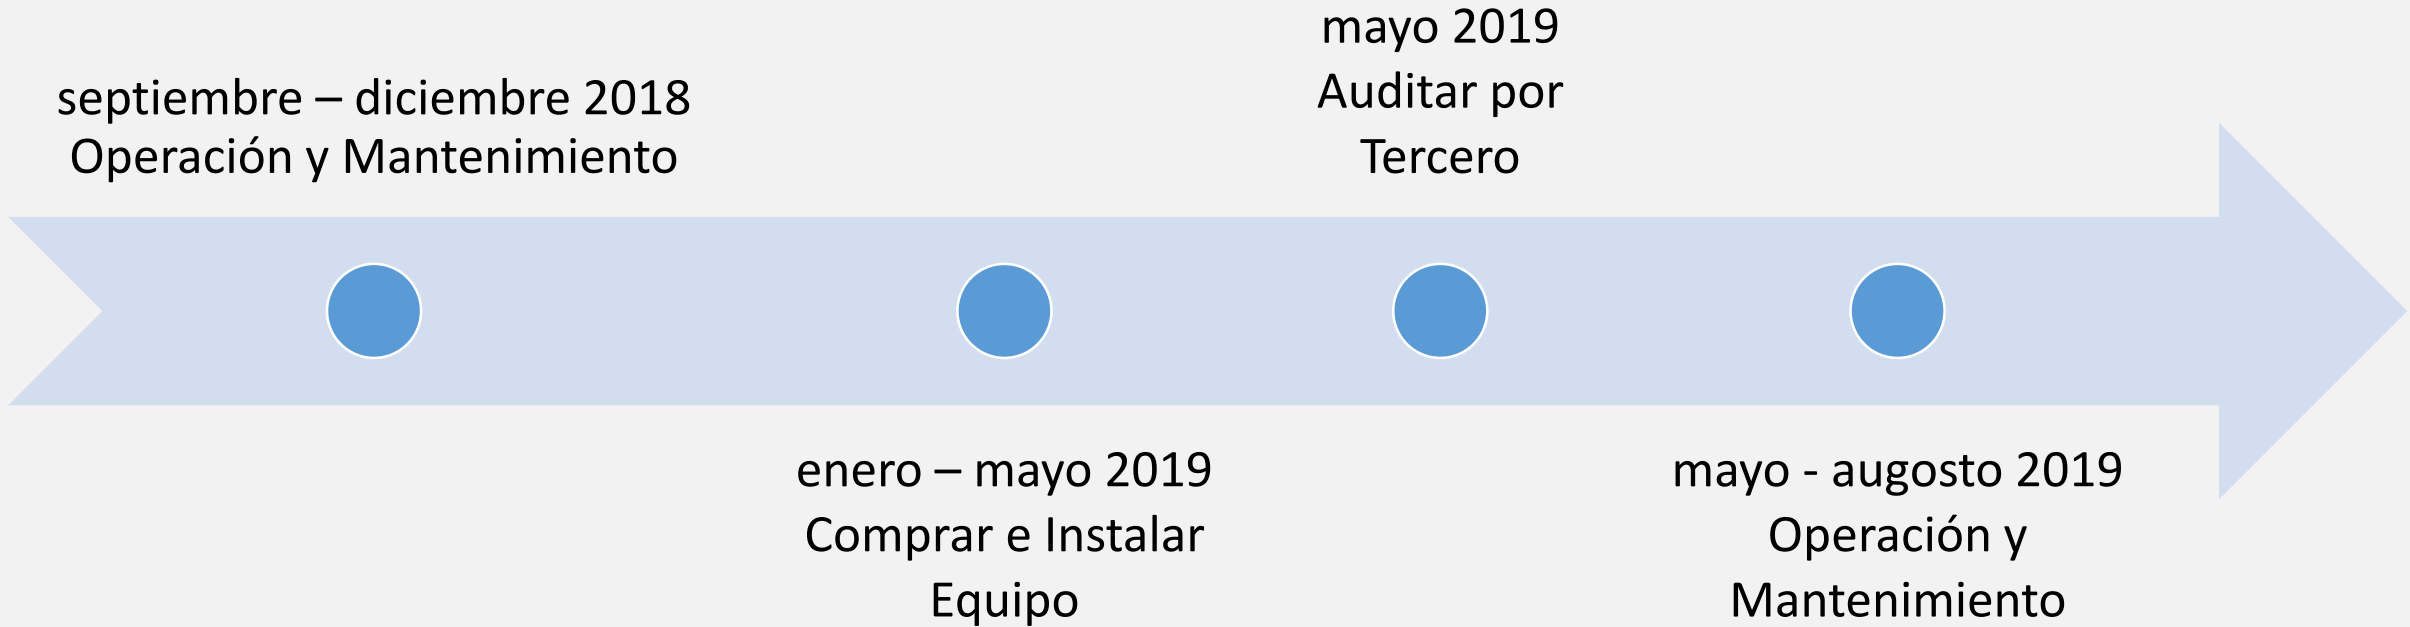 septiembre – diciembre 2018
Operación y Mantenimiento
enero – mayo 2019
Comprar e Instalar
Equipo
mayo 2019
Auditar por
Tercero
mayo - augosto 2019
Operación y
Mantenimiento